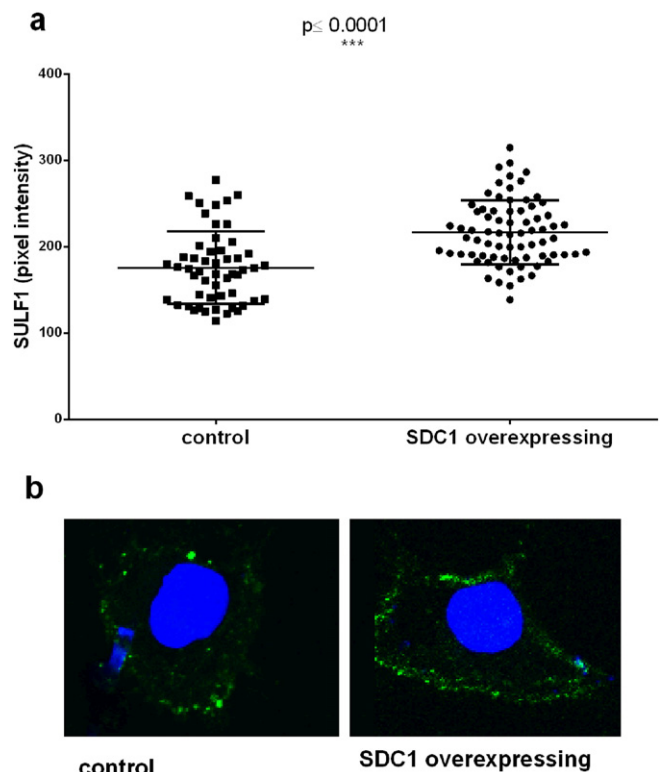 a
p≤ 0.0001
***
400
300
200
100
0
SULF1 (pixel intensity)
control
SDC1 overexpressing
b
control
SDC1 overexpressing